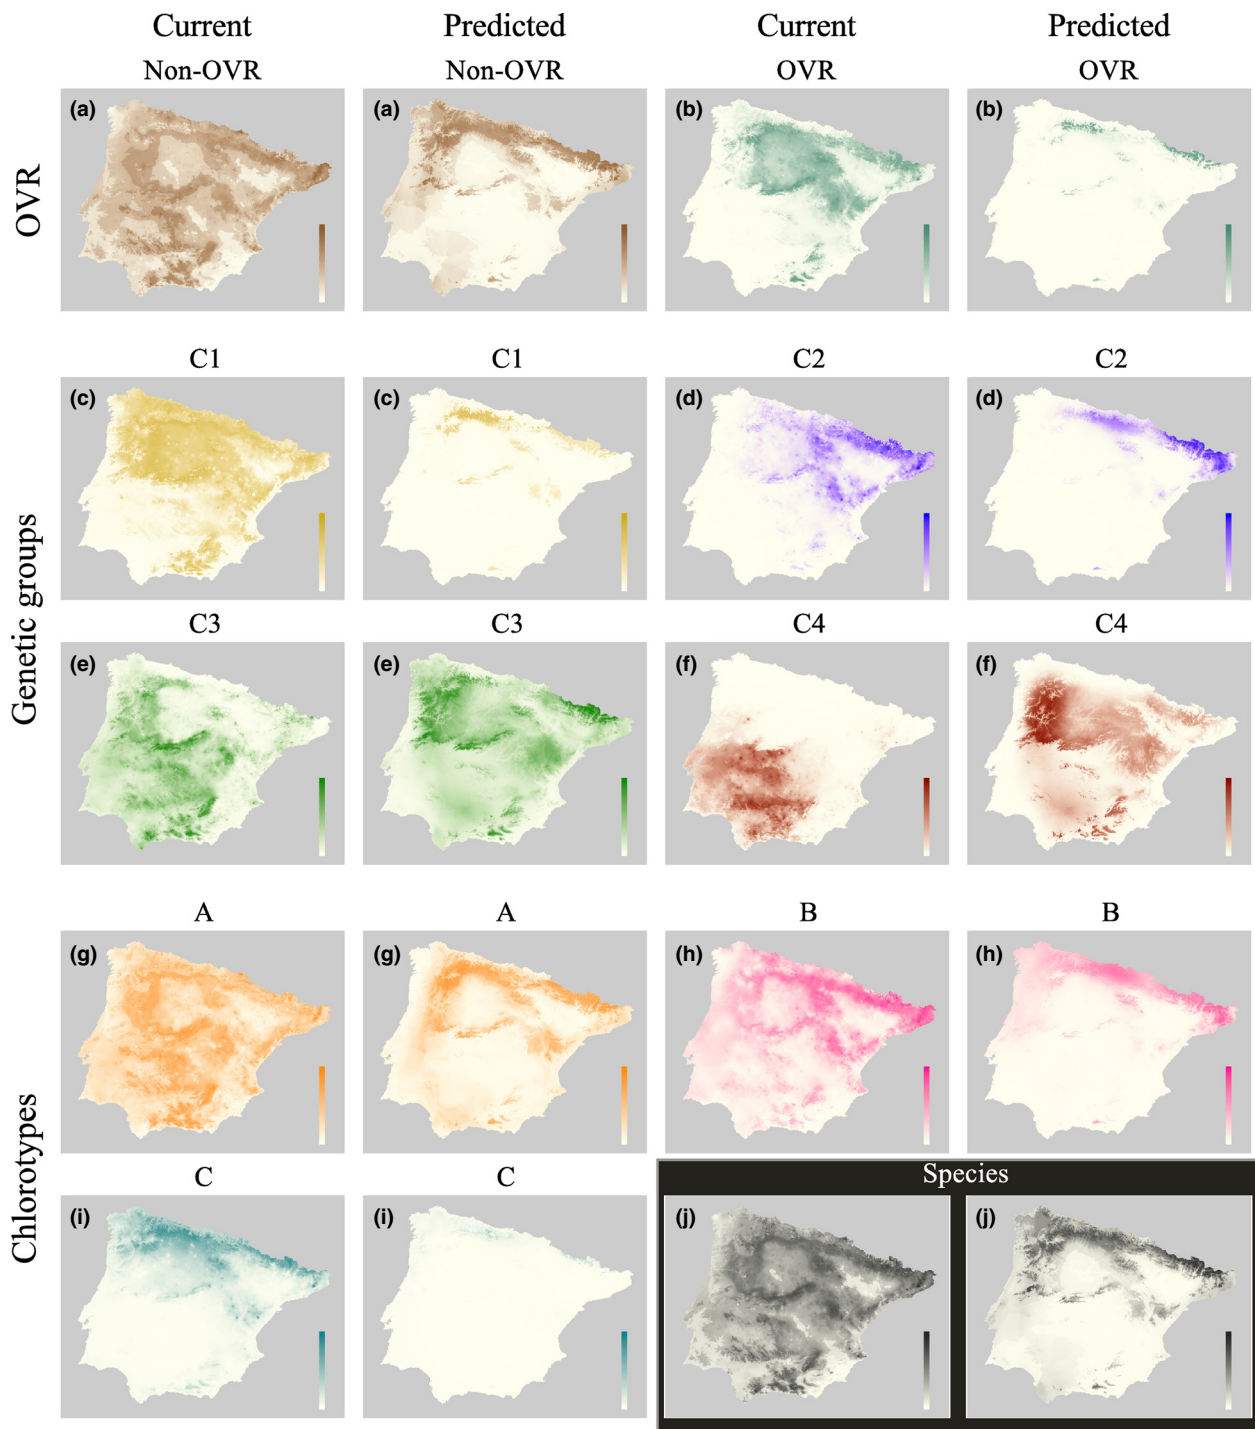 Current Predicted Current Predicted
Non-OVR Non-OVR OVR OVR
OVR
(a) (a) (b) (b)
C1 C1 C2 C2
(c) (c) (d) (d)
Genetic groups
C3 C3 C4 C4
(e) (e) (f) (f)
A A B B
(g) (g) (h) (h)
Chlorotypes
C C Species
(i) (i) (j) (j)